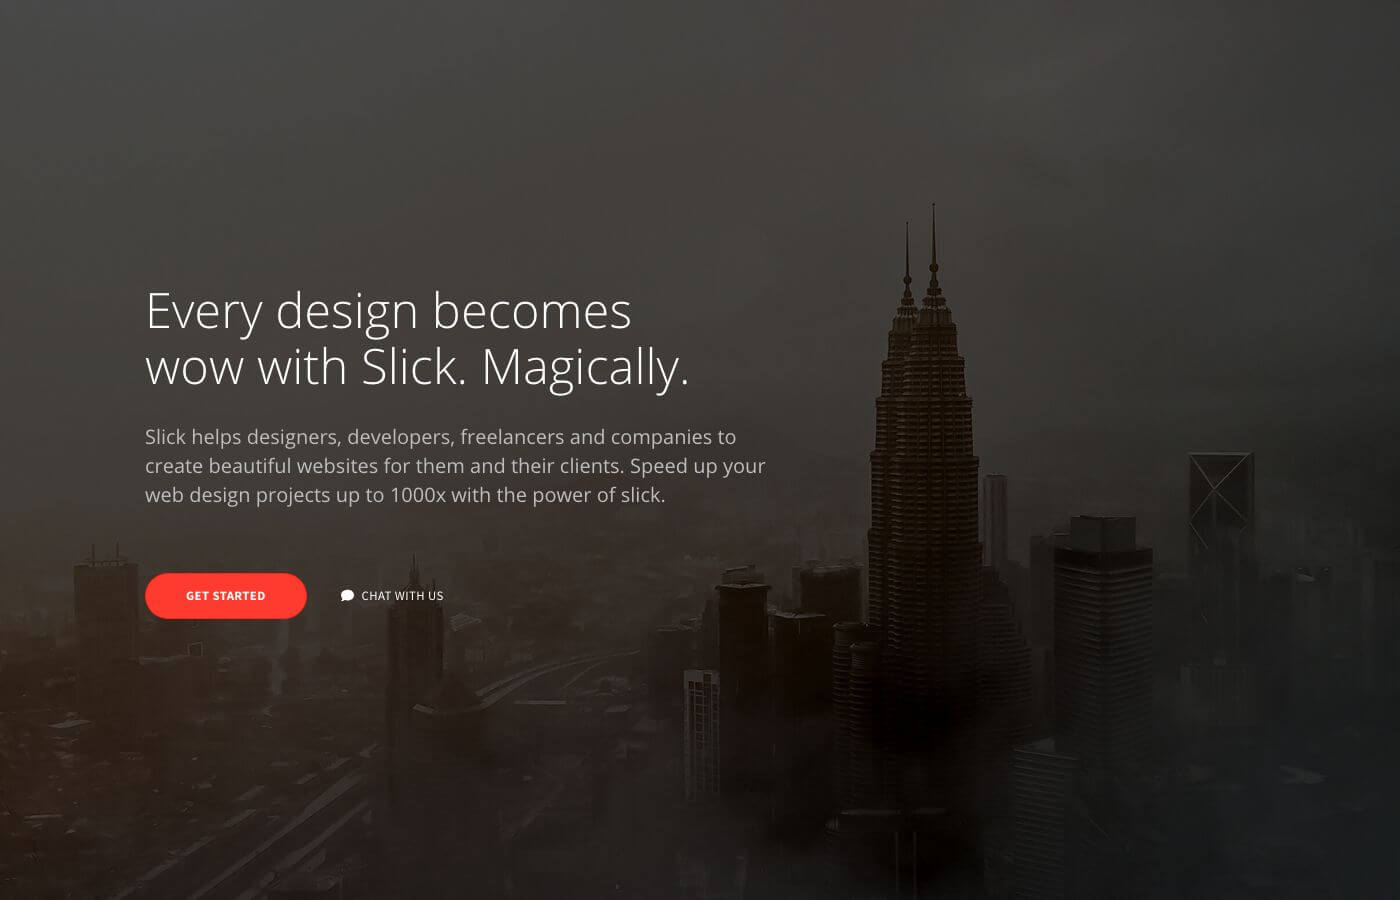 Every design becomes
wow with Slick. Magically.
Slick helps designers, developers, freelancers and companies to
create beautiful websites for them and their clients. Speed up your
web design projects up to 1000x with the power of slick.
GET STARTED
CHAT WITH US